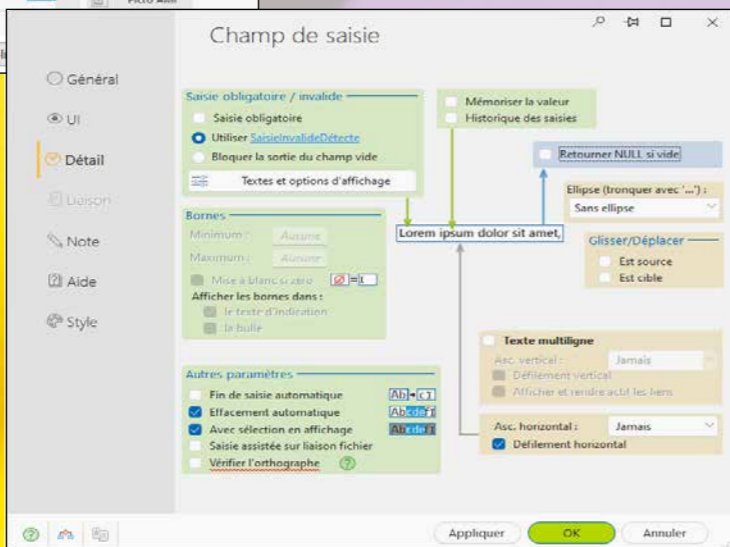 Picto Anim
Champ de saisie
Général
UI
Détail
Liaison
Note
Aide
Style
Saisie obligatoire / invalide
Saisie obligatoire
Utiliser SaisieInvalideDétecte
Bloquer la sortie du champ vide
Textes et options d'affichage
Mémoriser la valeur
Historique des saisies
Retourner NULL si vide
Ellipse (tronquer avec '...') :
Sans ellipse
Bornes
Minimum : Aucune
Maximum : Aucune
Mise à blanc si zéro
Afficher les bornes dans :
le texte d'indication
la bulle
Lorem ipsum dolor sit amet,
Glisser/Déplacer
Est source
Est cible
Texte multiligne
Asc. vertical : Jamais
Défilement vertical
Afficher et rendre actif les liens
Autres paramètres
Fin de saisie automatique
Effacement automatique Abcdefi
Avec sélection en affichage Abcdefi
Saisie assistée sur liaison fichier
Vérifier l'orthographe
Asc. horizontal : Jamais
Défilement horizontal
Appliquer OK Annuler